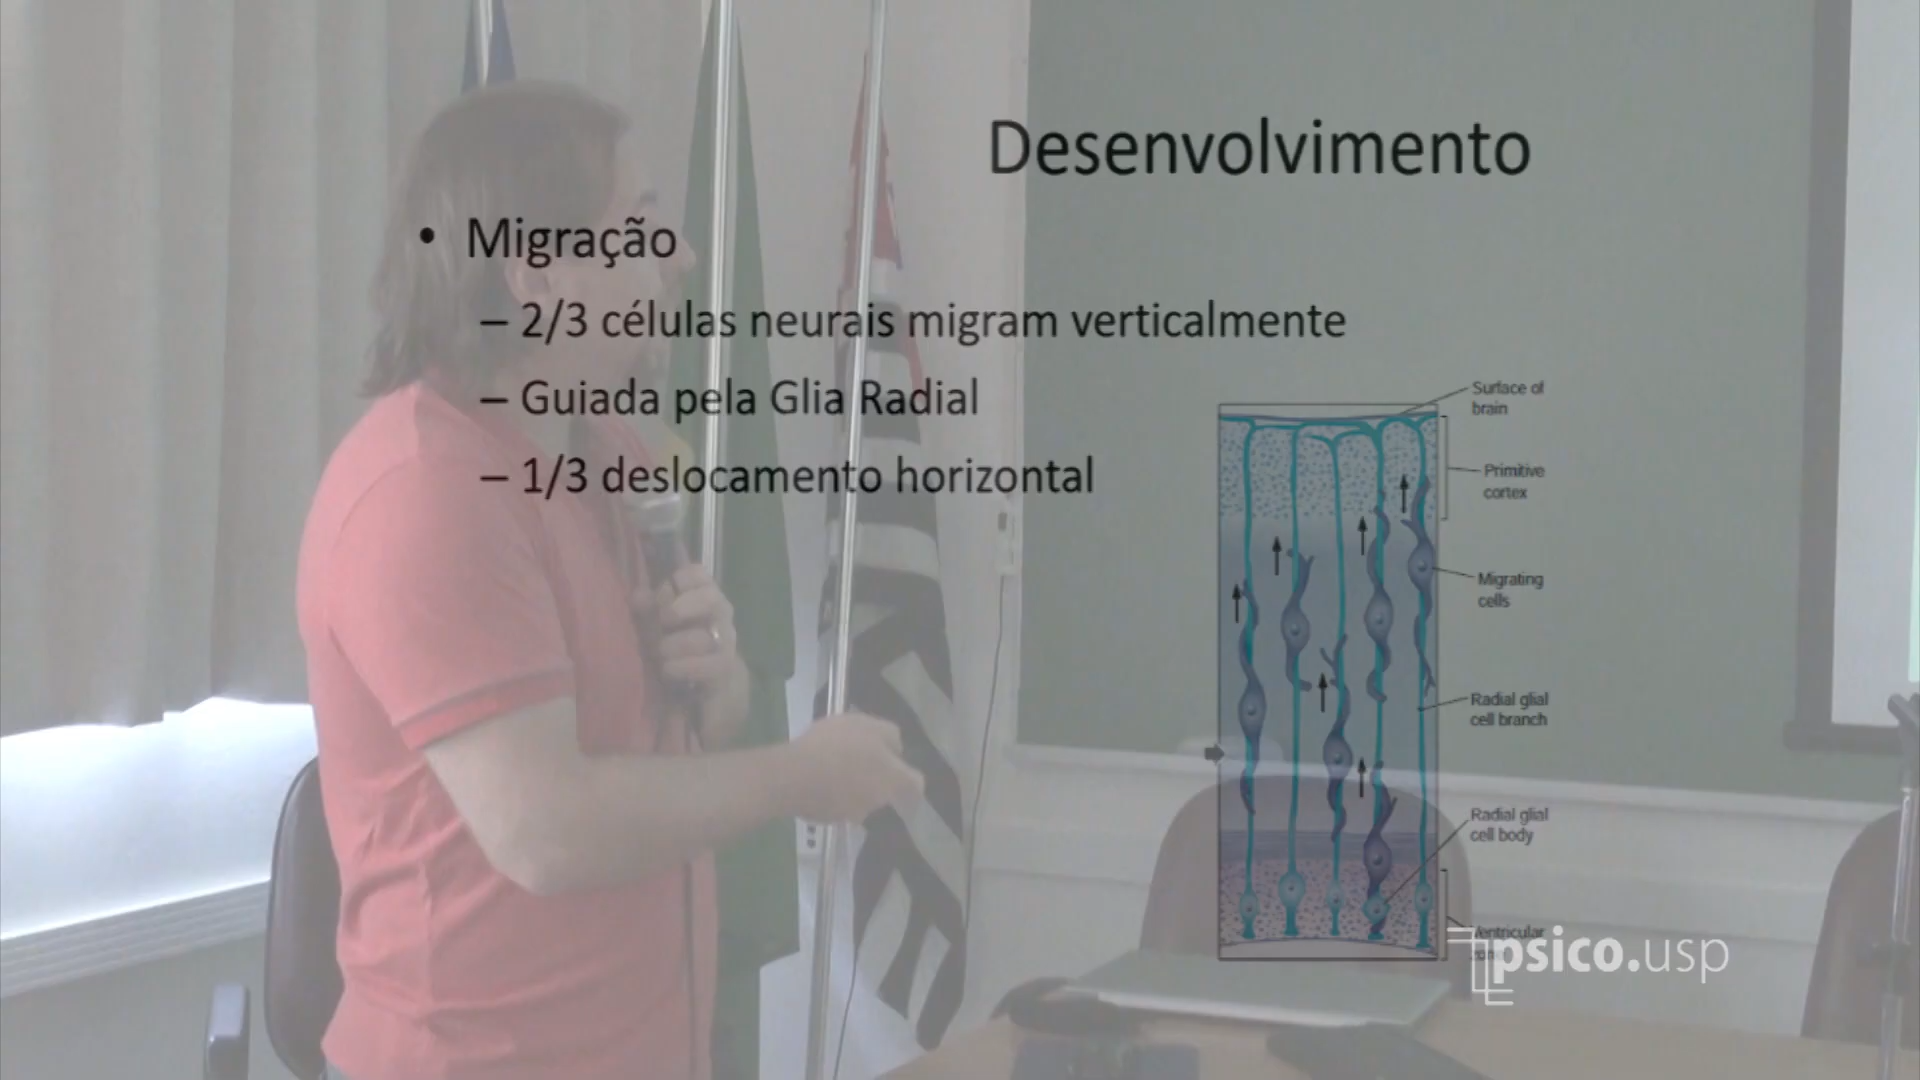 Desenvolvimento
• Migração
– 2/3 células neurais migram verticalmente
– Guiada pela Glia Radial
– 1/3 deslocamento horizontal
Surface of
brain
Primitive
cortex
Migrating
cells
Radial glial
cell branch
Radial glial
cell body
Ventricular
psico.usp